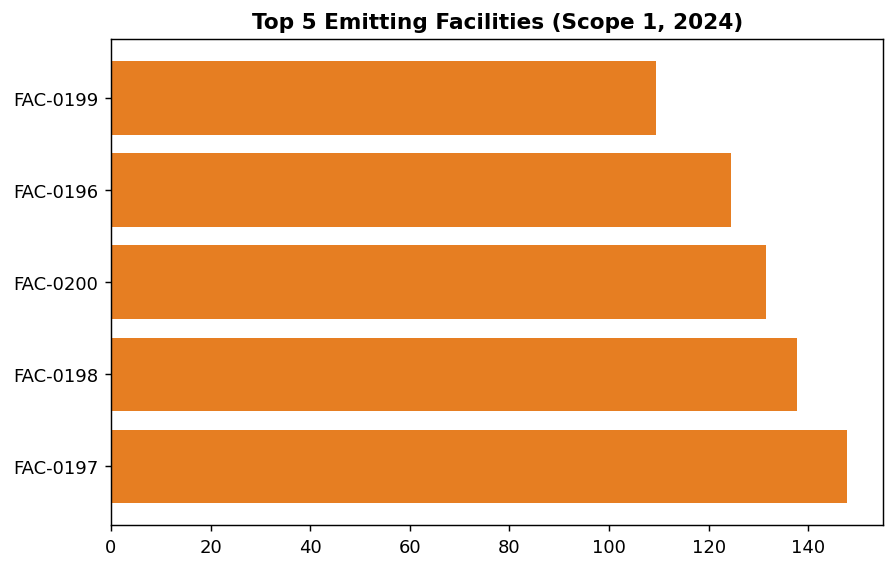 Top 5 Emitting Facilities (Scope 1, 2024)
FAC-0199
FAC-0196
FAC-0200
FAC-0198
FAC-0197
0 20 40 60 80 100 120 140